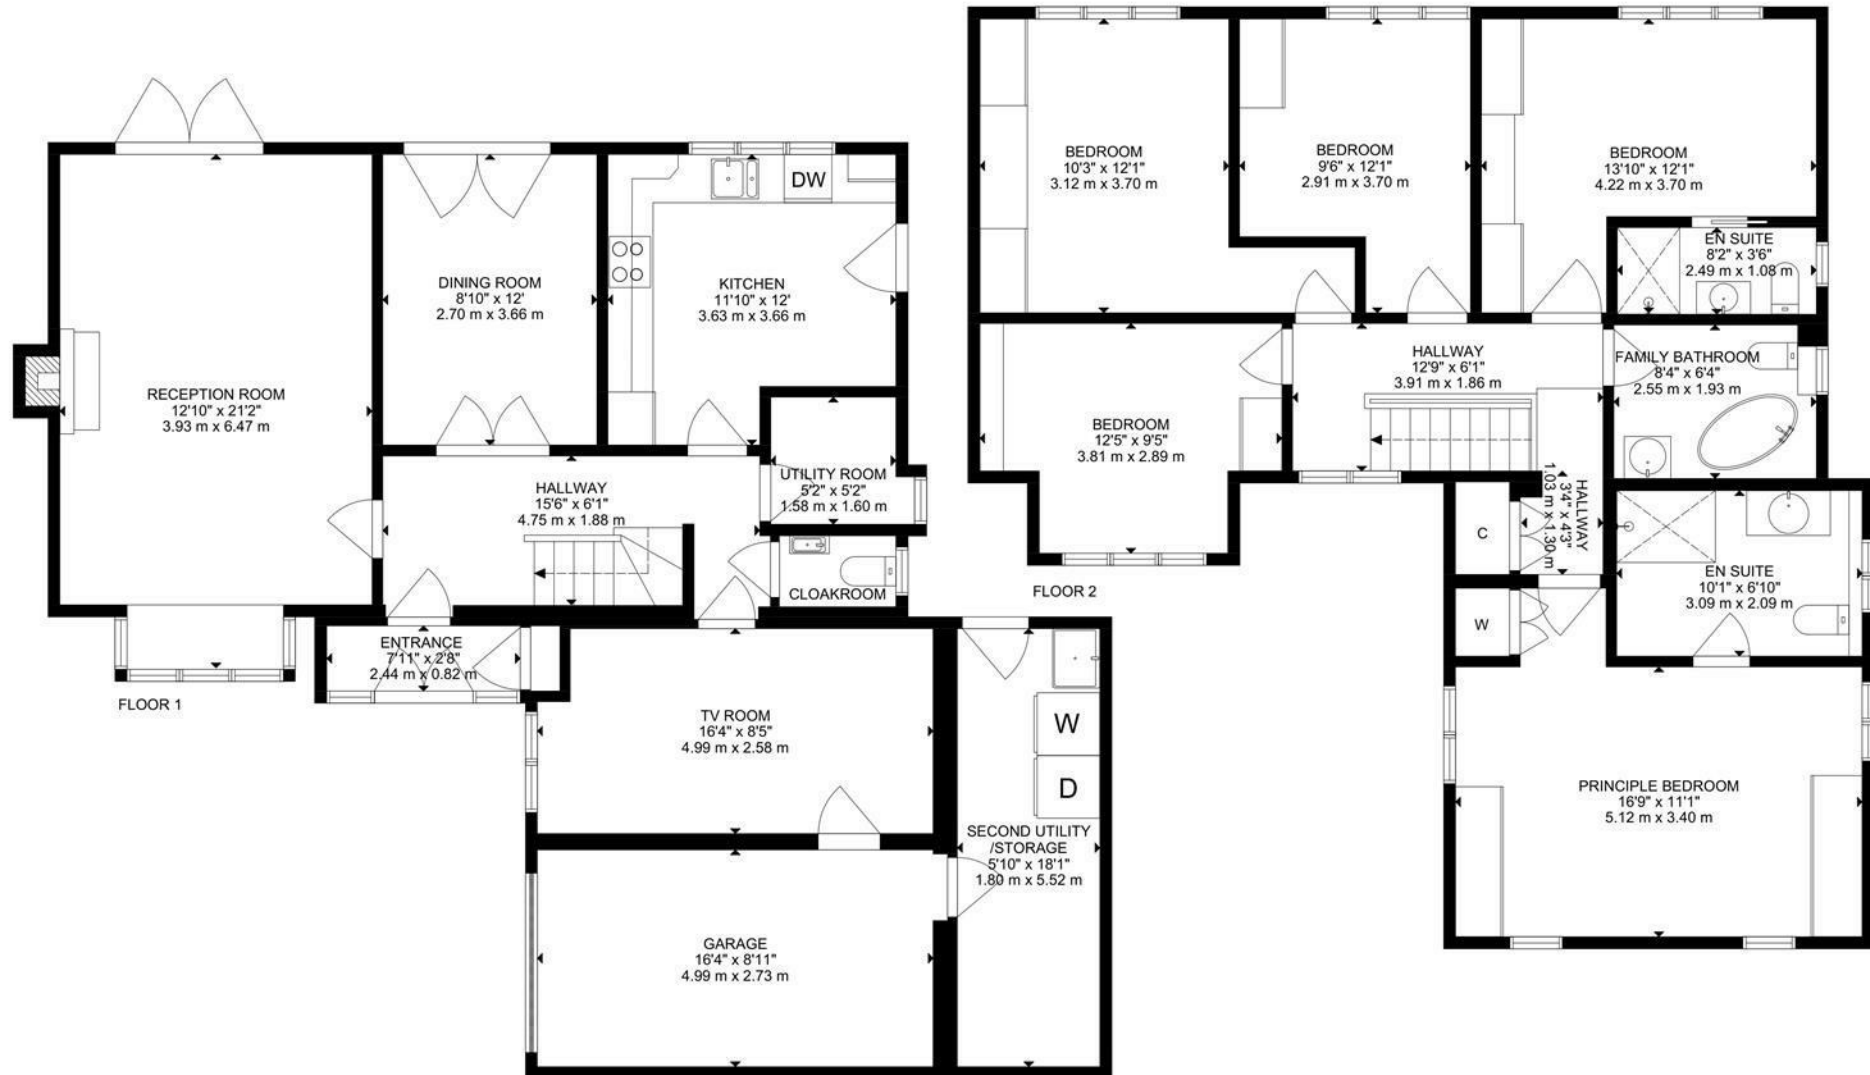 RECEPTION ROOM
12'10" x 21'2"
3.93 m x 6.47 m
DINING ROOM
8'10" x 12'
2.70 m x 3.66 m
KITCHEN
11'10" x 12'
3.63 m x 3.66 m
DW
UTILITY ROOM
5'2" x 5'2"
1.58 m x 1.60 m
HALLWAY
15'6" x 6'1"
4.75 m x 1.88 m
CLOAKROOM
ENTRANCE
7'11" x 2'8"
2.44 m x 0.82 m
FLOOR 1
TV ROOM
16'4" x 8'5"
4.99 m x 2.58 m
W
D
SECOND UTILITY
/STORAGE
5'10" x 18'1"
1.80 m x 5.52 m
GARAGE
16'4" x 8'11"
4.99 m x 2.73 m
BEDROOM
10'3" x 12'1"
3.12 m x 3.70 m
BEDROOM
9'6" x 12'1"
2.91 m x 3.70 m
BEDROOM
13'10" x 12'1"
4.22 m x 3.70 m
EN SUITE
8'2" x 3'6"
2.49 m x 1.08 m
HALLWAY
12'9" x 6'1"
3.91 m x 1.86 m
FAMILY BATHROOM
8'4" x 6'4"
2.55 m x 1.93 m
BEDROOM
12'5" x 9'5"
3.81 m x 2.89 m
HALLWAY
3'4" x 4'3"
1.03 m x 1.30 m
C
W
EN SUITE
10'1" x 6'10"
3.09 m x 2.09 m
FLOOR 2
PRINCIPLE BEDROOM
16'9" x 11'1"
5.12 m x 3.40 m